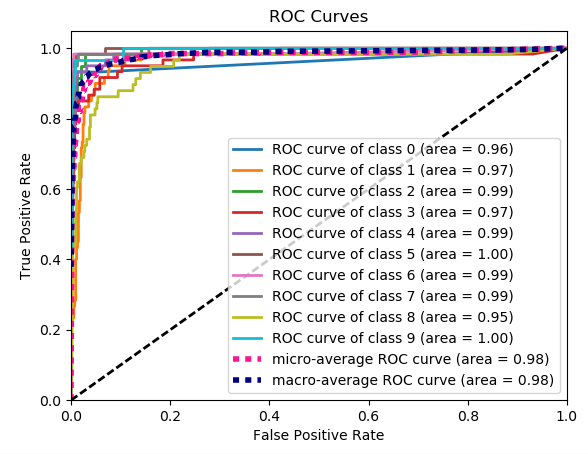 ROC Curves
1.0
0.8
0.6
0.4
0.2
0.0
True Positive Rate
ROC curve of class 0 (area = 0.96)
ROC curve of class 1 (area = 0.97)
ROC curve of class 2 (area = 0.99)
ROC curve of class 3 (area = 0.97)
ROC curve of class 4 (area = 0.99)
ROC curve of class 5 (area = 1.00)
ROC curve of class 6 (area = 0.99)
ROC curve of class 7 (area = 0.99)
ROC curve of class 8 (area = 0.95)
ROC curve of class 9 (area = 1.00)
micro-average ROC curve (area = 0.98)
macro-average ROC curve (area = 0.98)
0.0 0.2 0.4 0.6 0.8 1.0
False Positive Rate